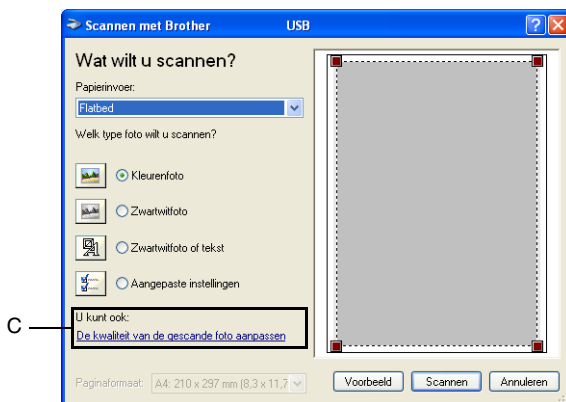 Scannen met Brother USB
Wat wilt u scannen?
Papierinvoer:
Flatbed
Welk type foto wilt u scannen?
Kleurenfoto
Zwartwitfoto
Zwartwitfoto of tekst
Aangepaste instellingen
C
U kunt ook:
De kwaliteit van de gescande foto aanpassen
Paginaformaat: A4: 210 x 297 mm (8,3 x 11,7
Voorbeeld Scannen Annuleren